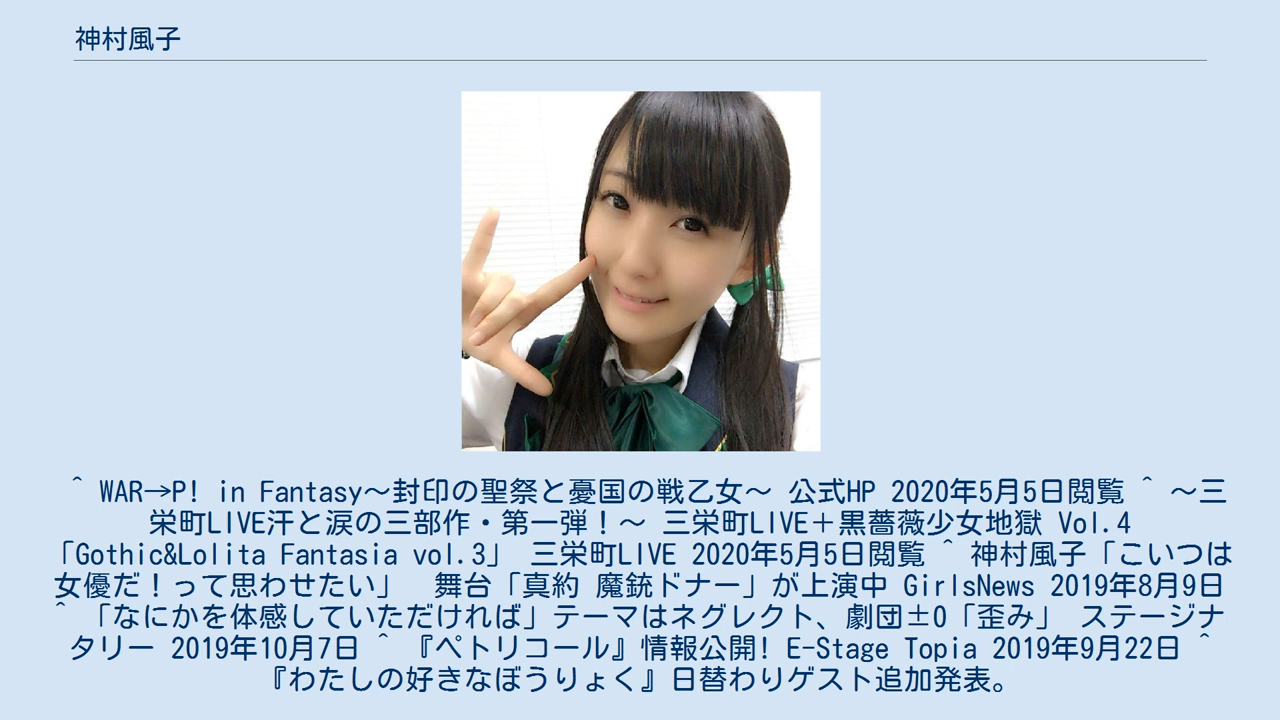 神村風子
^ WAR→P! in Fantasy～封印の聖祭と憂国の戦乙女～ 公式HP 2020年5月5日閲覧 ^ ～三
栄町LIVE汗と涙の三部作・第一弾！～ 三栄町LIVE＋黒薔薇少女地獄 Vol.4
「Gothic&Lolita Fantasia vol.3」 三栄町LIVE 2020年5月5日閲覧 ^ 神村風子「こいつは
女優だ！って思わせたい」　舞台「真約 魔銃ドナー」が上演中 GirlsNews 2019年8月9日
^ 「なにかを体感していただければ」テーマはネグレクト、劇団±0「歪み」 ステージナ
タリー 2019年10月7日 ^ 『ペトリコール』情報公開! E-Stage Topia 2019年9月22日 ^
『わたしの好きなぼうりょく』日替わりゲスト追加発表。